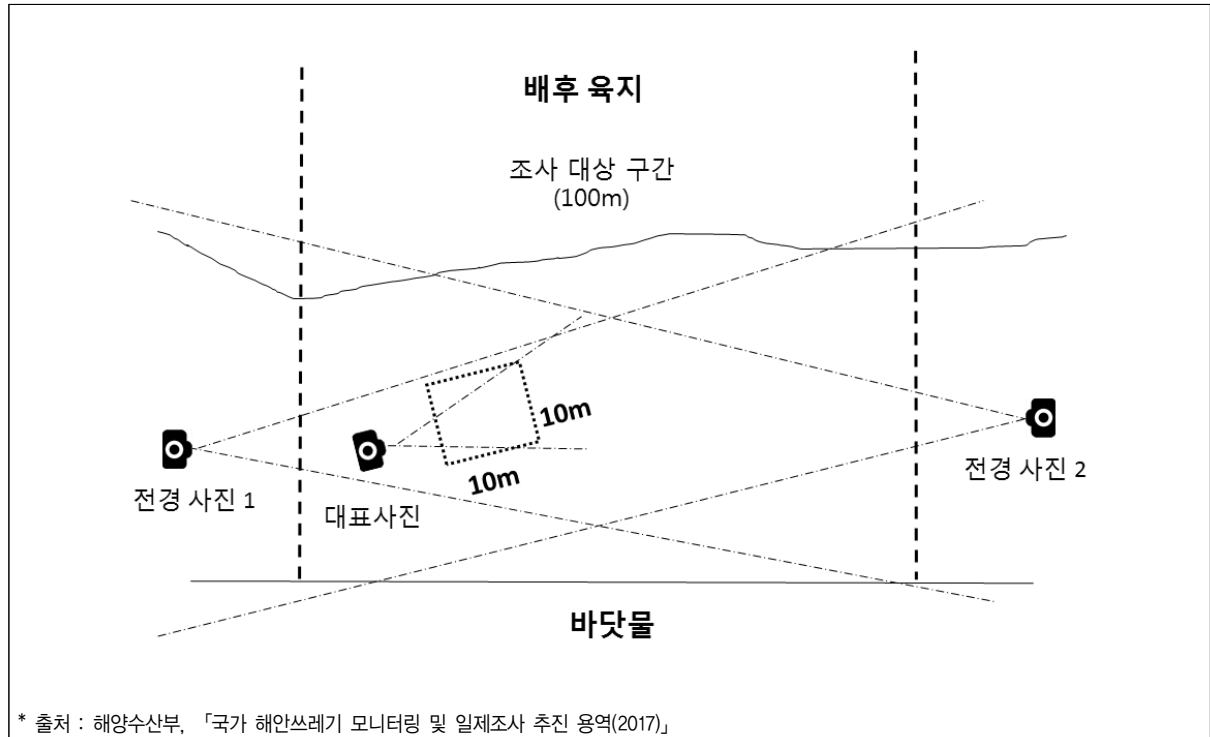 배후 육지
조사 대상 구간
(100m)
10m
10m
전경 사진 1
대표사진
전경 사진 2
바닷물
* 출처 : 해양수산부, 「국가 해안쓰레기 모니터링 및 일제조사 추진 용역(2017)」